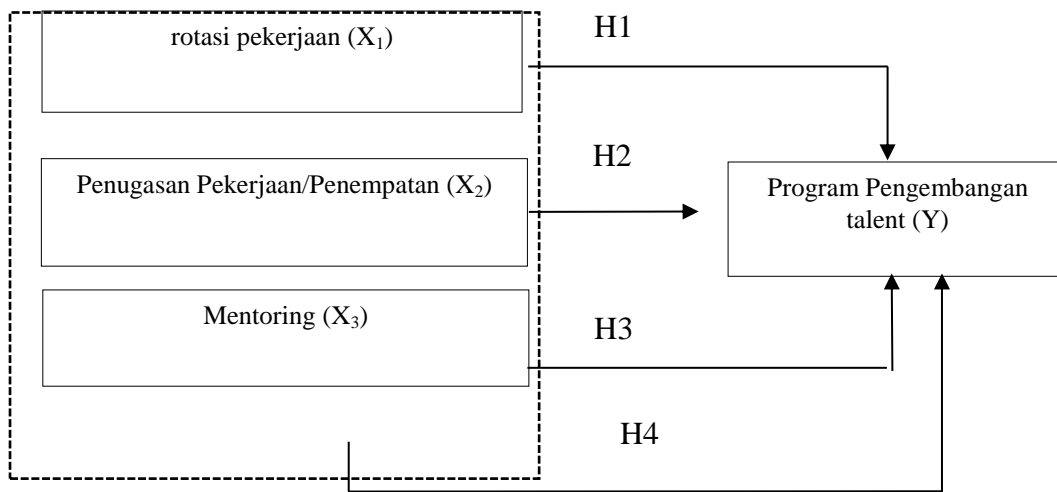 rotasi pekerjaan (X₁)
H1
Penugasan Pekerjaan/Penempatan (X₂)
H2
Program Pengembangan
talent (Y)
Mentoring (X₃)
H3
H4